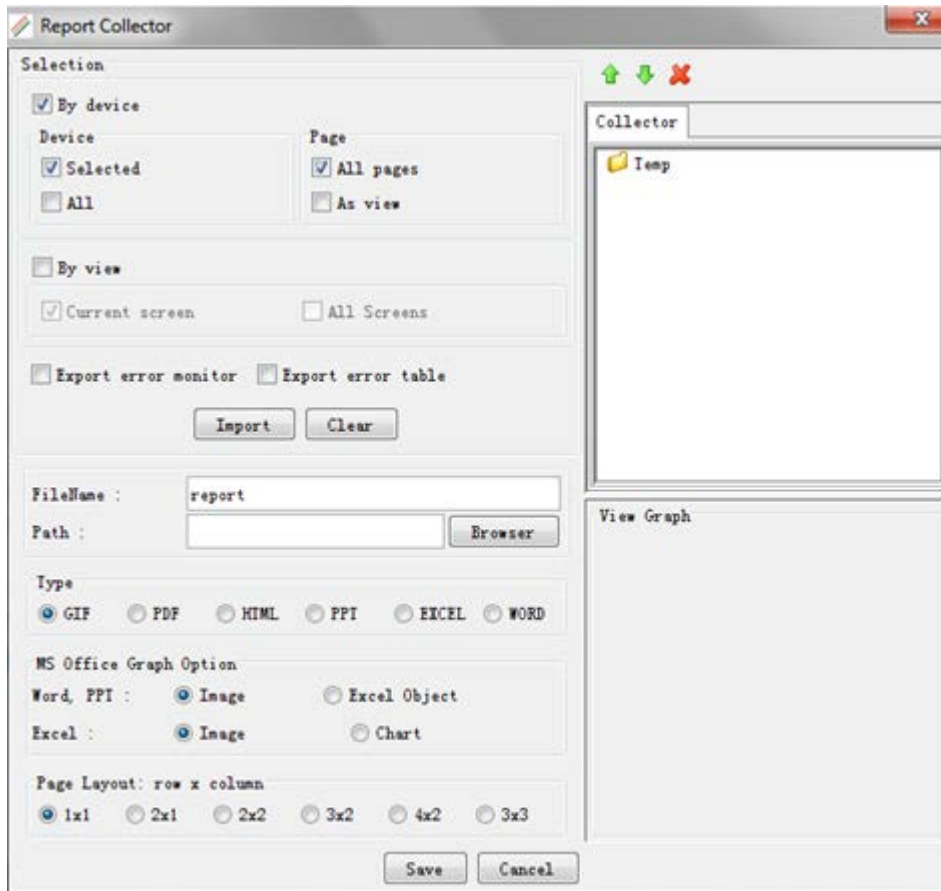 Report Collector
Selection
By device
Device Page
Selected All pages
All As view
By view
Current screen All Screens
Export error monitor Export error table
Import Clear
FileName : report
Path : Browser
Type
GIF PDF HTML PPT EXCEL WORD
MS Office Graph Option
Word, PPT : Image Excel Object
Excel : Image Chart
Page Layout: row x column
1x1 2x1 2x2 3x2 4x2 3x3
Save Cancel
Collector
Temp
View Graph